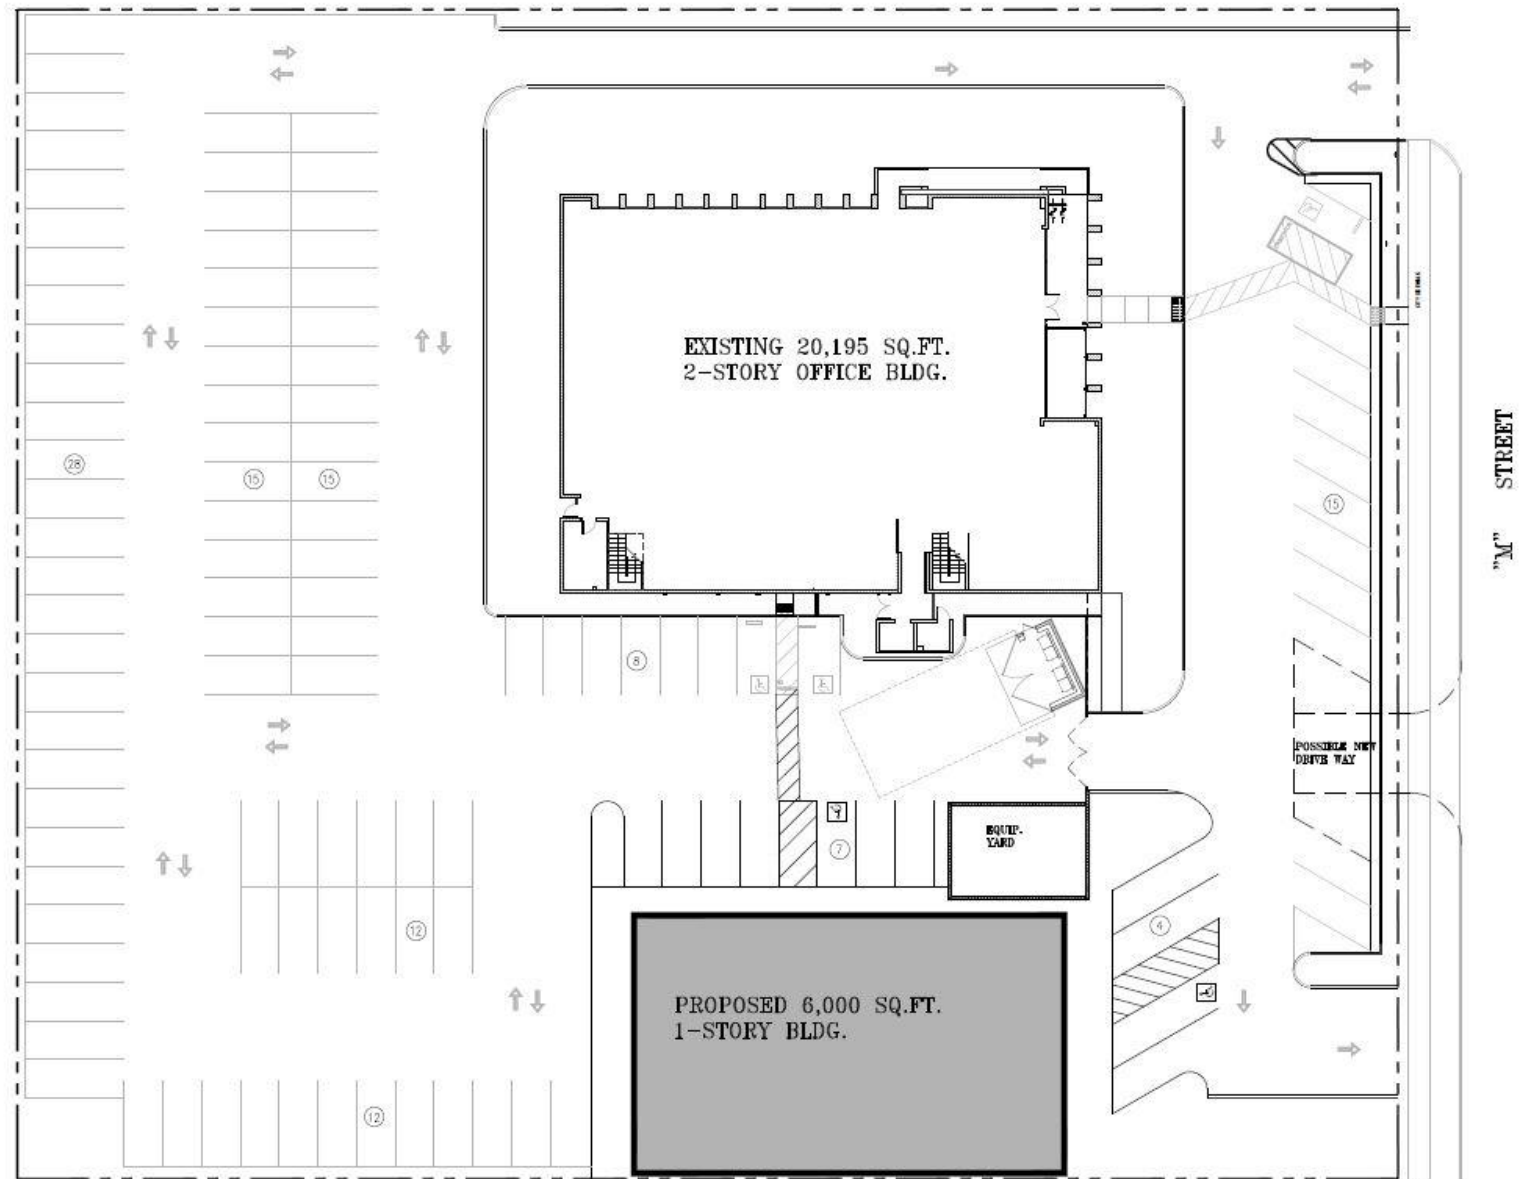 EXISTING 20,195 SQ.FT.
2-STORY OFFICE BLDG.
28
15
15
15
"M" STREET
8
POSSIBLE NEW
DRIVE WAY
EQUIP.
YARD
7
12
4
PROPOSED 6,000 SQ.FT.
1-STORY BLDG.
12